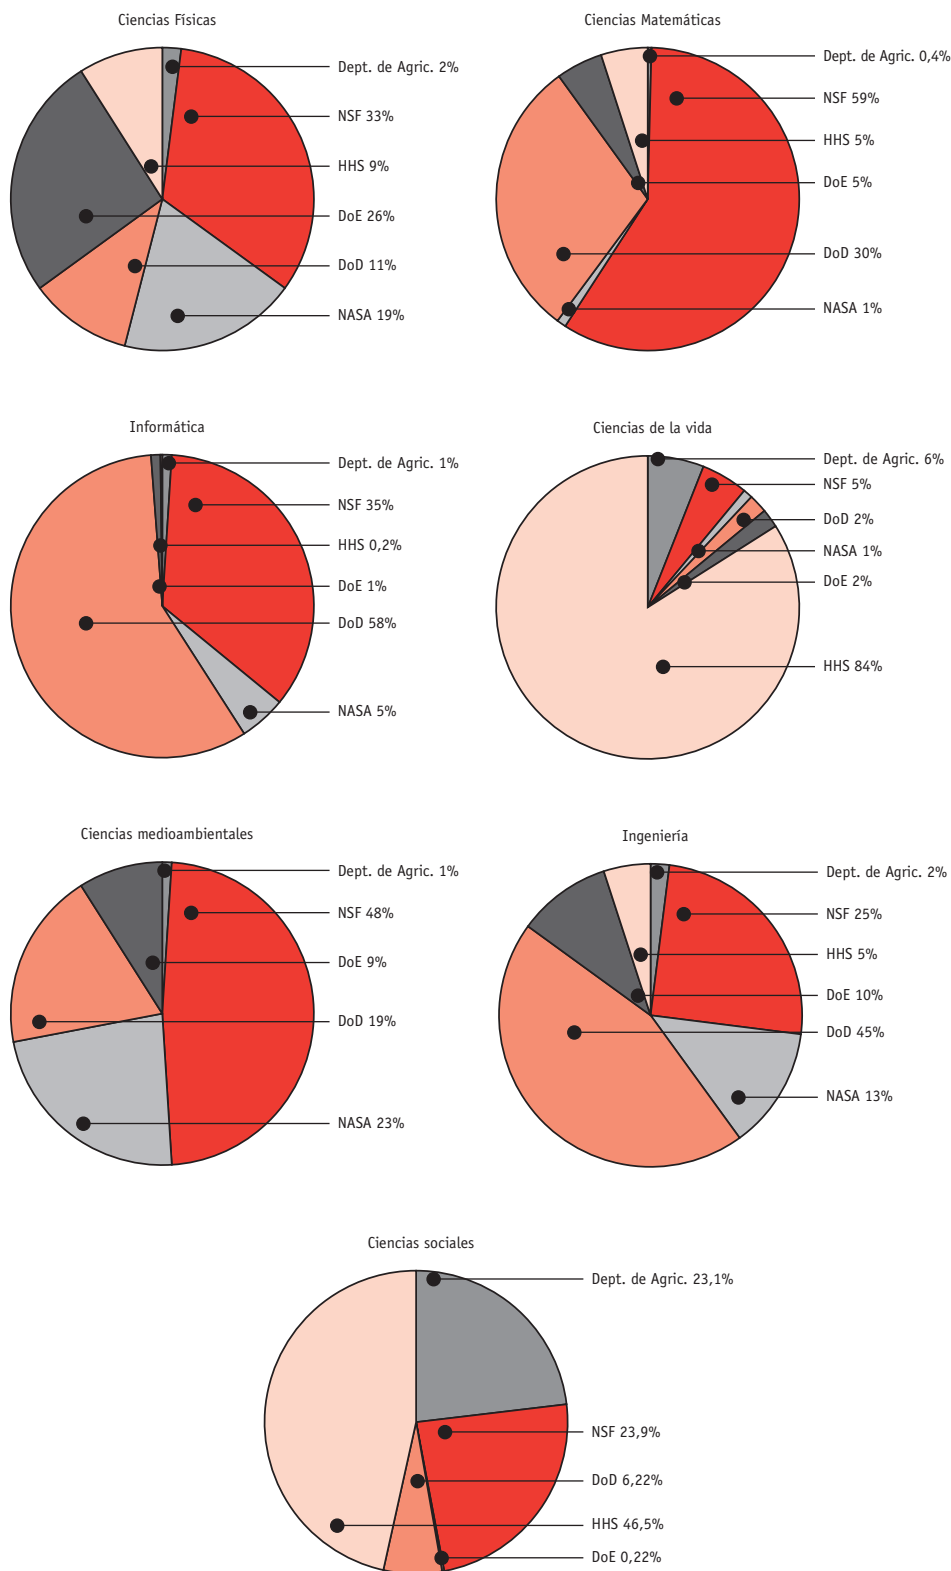 Ciencias Físicas
Dept. de Agric. 2%
NSF 33%
HHS 9%
DoE 26%
DoD 11%
NASA 19%
Ciencias Matemáticas
Dept. de Agric. 0,4%
NSF 59%
HHS 5%
DoE 5%
DoD 30%
NASA 1%
Informática
Dept. de Agric. 1%
NSF 35%
HHS 0,2%
DoE 1%
DoD 58%
NASA 5%
Ciencias de la vida
Dept. de Agric. 6%
NSF 5%
DoD 2%
NASA 1%
DoE 2%
HHS 84%
Ciencias medioambientales
Dept. de Agric. 1%
NSF 48%
DoE 9%
DoD 19%
NASA 23%
Ingeniería
Dept. de Agric. 2%
NSF 25%
HHS 5%
DoE 10%
DoD 45%
NASA 13%
Ciencias sociales
Dept. de Agric. 23,1%
NSF 23,9%
DoD 6,22%
HHS 46,5%
DoE 0,22%